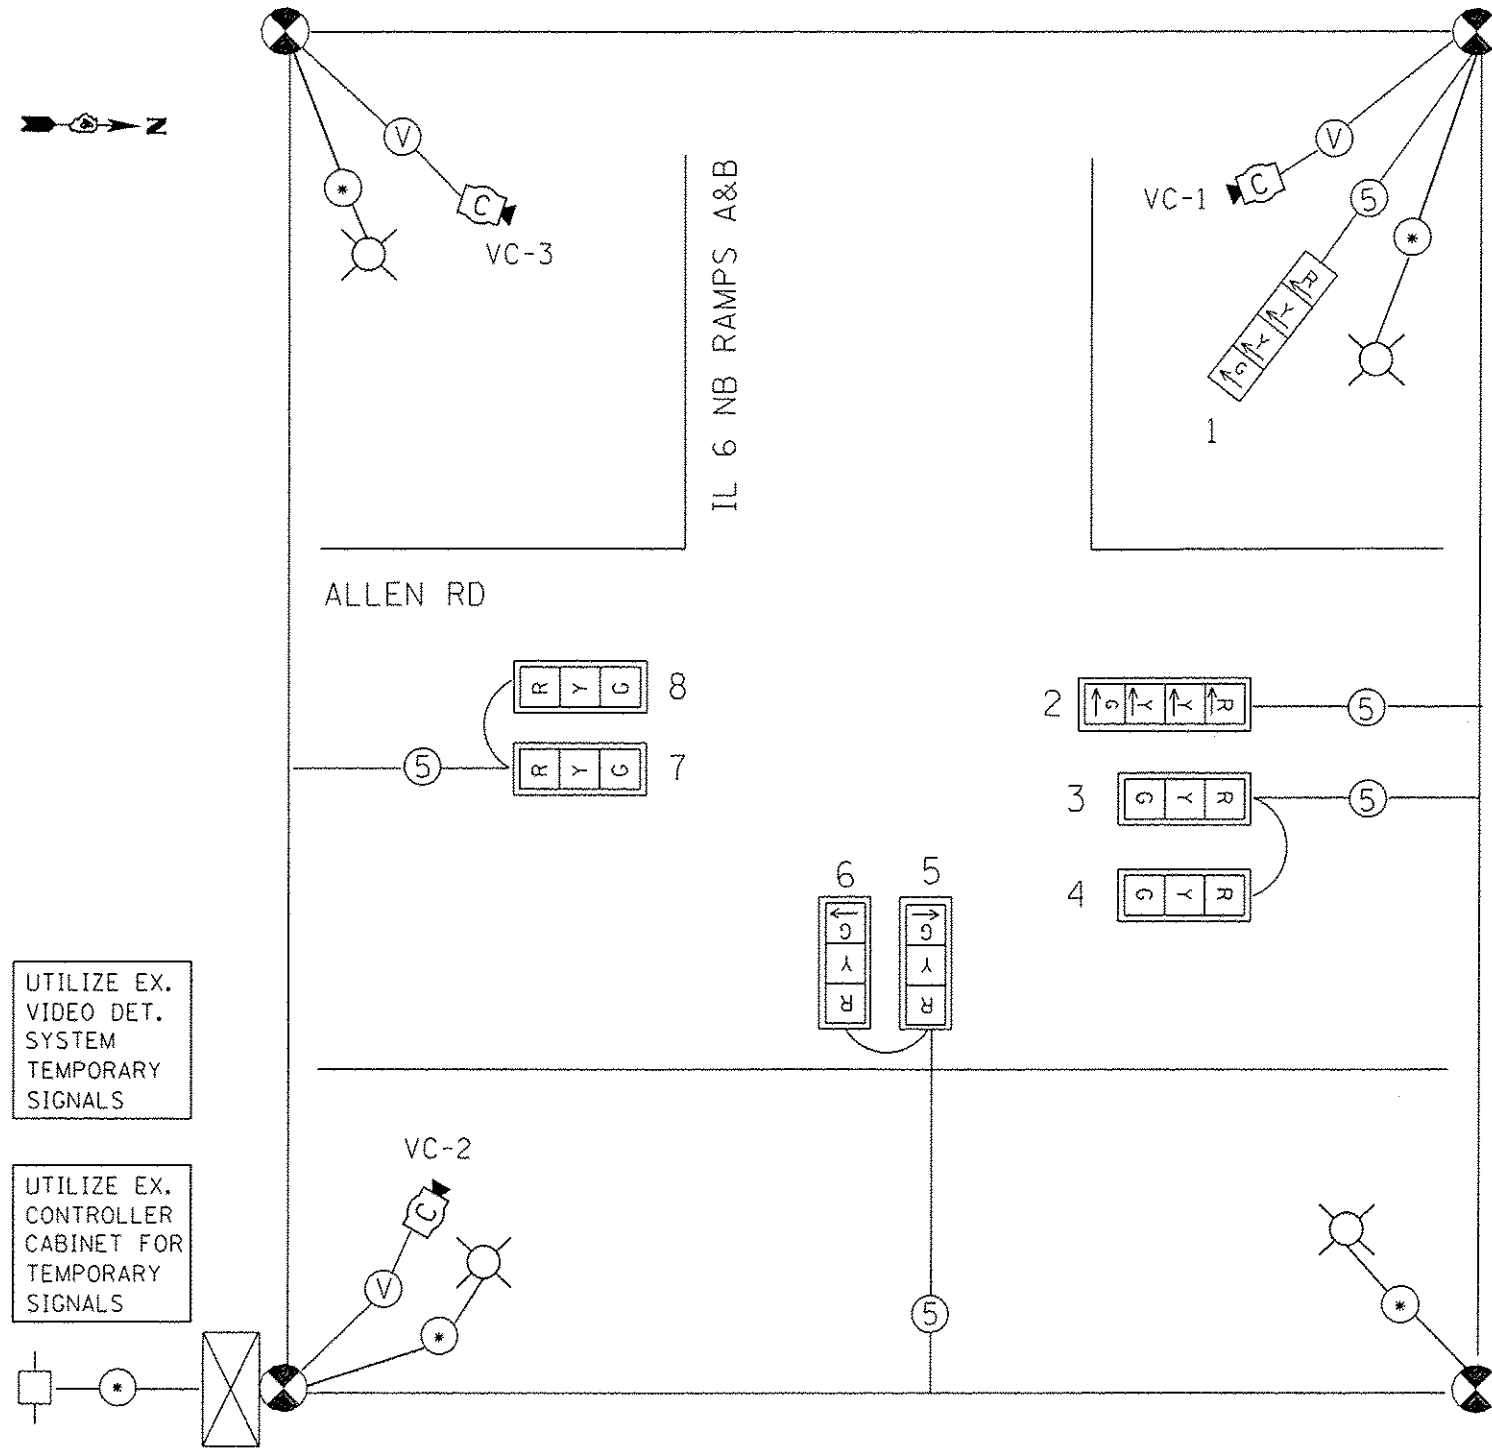 N
V
C
VC-3
*
IL 6 NB RAMPS A&B
V
C
VC-1
5
*
R
Y
Y
G
1
ALLEN RD
R Y G
8
5
R Y G
7
2
G Y Y R
5
3
G Y R
5
4
G Y R
6
G
Y
R
5
G
Y
R
5
UTILIZE EX.
VIDEO DET.
SYSTEM
TEMPORARY
SIGNALS
UTILIZE EX.
CONTROLLER
CABINET FOR
TEMPORARY
SIGNALS
VC-2
C
V
*
*
*